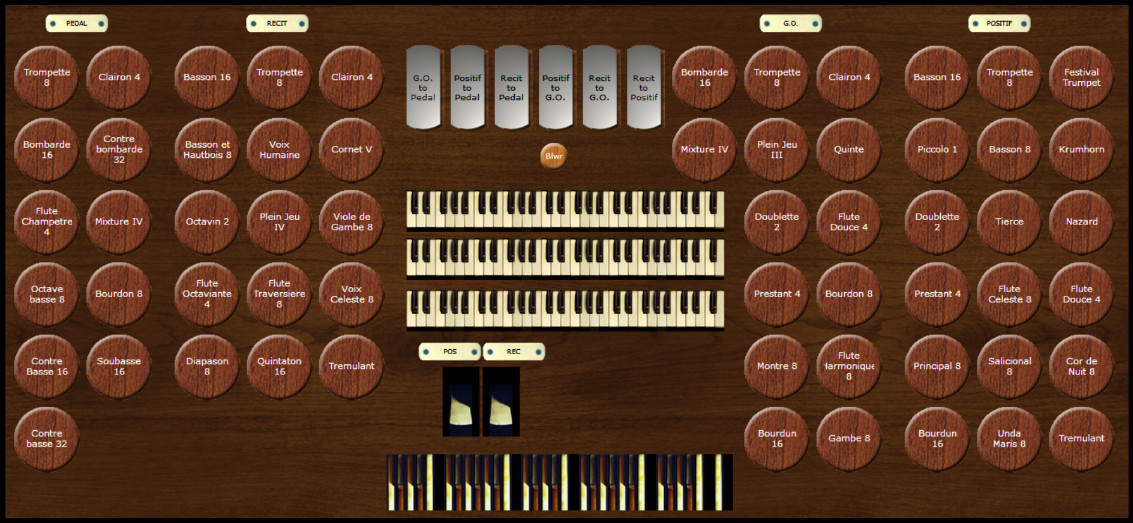 PEDAL
RECIT
G.O.
POSITIF
Trompette
8
Clairon 4
Basson 16
Trompette
8
Clairon 4
G.O.
to
Pedal
Positif
to
Pedal
Recit
to
Pedal
Positif
to
G.O.
Recit
to
G.O.
Recit
to
Positif
Bombarde
16
Trompette
8
Clairon 4
Basson 16
Trompette
8
Festival
Trumpet
Bombarde
16
Contre
bombarde
32
Basson et
Hautbois 8
Voix
Humaine
Cornet V
Blwr
Mixture IV
Plein Jeu
III
Quinte
Piccolo 1
Basson 8
Krumhorn
Flute
Champetre
4
Mixture IV
Octavin 2
Plein Jeu
IV
Viole de
Gambe 8
Doublette
2
Flute
Douce 4
Doublette
2
Tierce
Nazard
Octave
basse 8
Bourdon 8
Flute
Octaviante
4
Flute
Traversiere
8
Voix
Celeste 8
Prestant 4
Bourdon 8
Prestant 4
Flute
Celeste 8
Flute
Douce 4
Contre
Basse 16
Soubasse
16
Diapason
8
Quintaton
16
Tremulant
POS
REC
Montre 8
Flute
Harmonique
8
Principal 8
Salicional
8
Cor de
Nuit 8
Contre
basse 32
Bourdun
16
Gambe 8
Bourdun
16
Unda
Maris 8
Tremulant